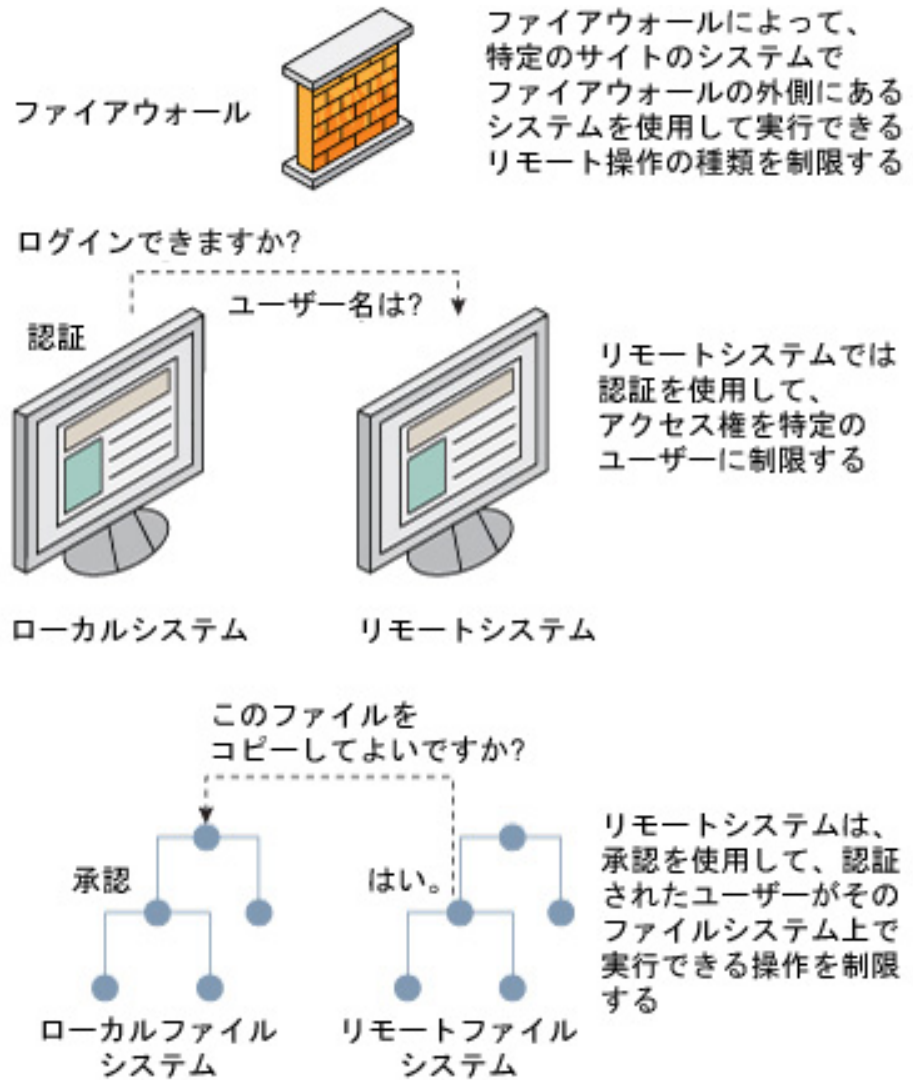 ファイアウォール
ファイアウォールによって、
特定のサイトのシステムで
ファイアウォールの外側にある
システムを使用して実行できる
リモート操作の種類を制限する
ログインできますか?
ユーザー名は?
認証
リモートシステムでは
認証を使用して、
アクセス権を特定の
ユーザーに制限する
ローカルシステム
リモートシステム
このファイルを
コピーしてよいですか?
承認
はい。
リモートシステムは、
承認を使用して、認証
されたユーザーがその
ファイルシステム上で
実行できる操作を制限
する
ローカルファイル
システム
リモートファイル
システム